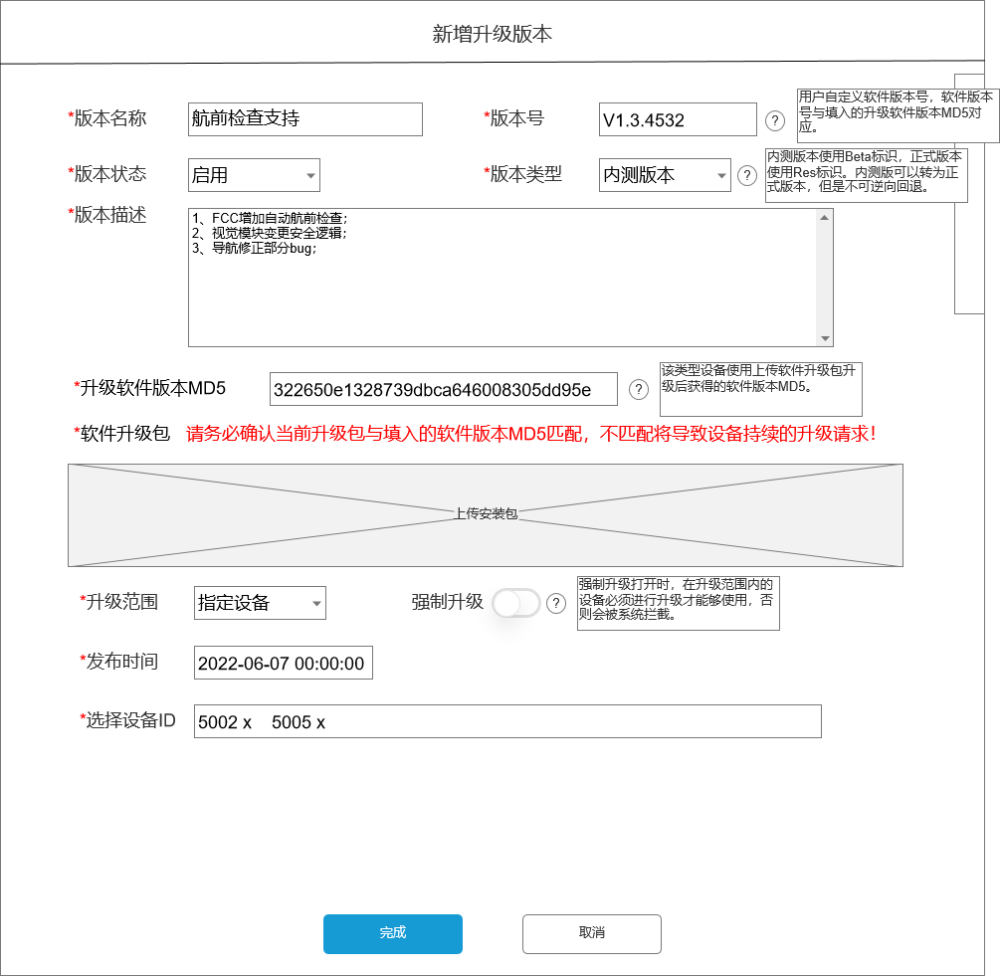 新增升级版本
*版本名称
航前检查支持
*版本号
V1.3.4532
?
用户自定义软件版本号，软件版本
号与填入的升级软件版本MD5对
应。
*版本状态
启用
*版本类型
内测版本
?
内测版本使用Beta标识，正式版本
使用Res标识。内测版可以转为正
式版本，但是不可逆向回退。
*版本描述
1、FCC增加自动航前检查；
2、视觉模块变更安全逻辑；
3、导航修正部分bug；
*升级软件版本MD5
322650e1328739dbca646008305dd95e
?
该类型设备使用上传软件升级包升
级后获得的软件版本MD5。
*软件升级包
请务必确认当前升级包与填入的软件版本MD5匹配，不匹配将导致设备持续的升级请求！
上传安装包
*升级范围
指定设备
强制升级
?
强制升级打开时，在升级范围内的
设备必须进行升级才能够使用，否
则会被系统拦截。
*发布时间
2022-06-07 00:00:00
*选择设备ID
5002 x 5005 x
完成
取消